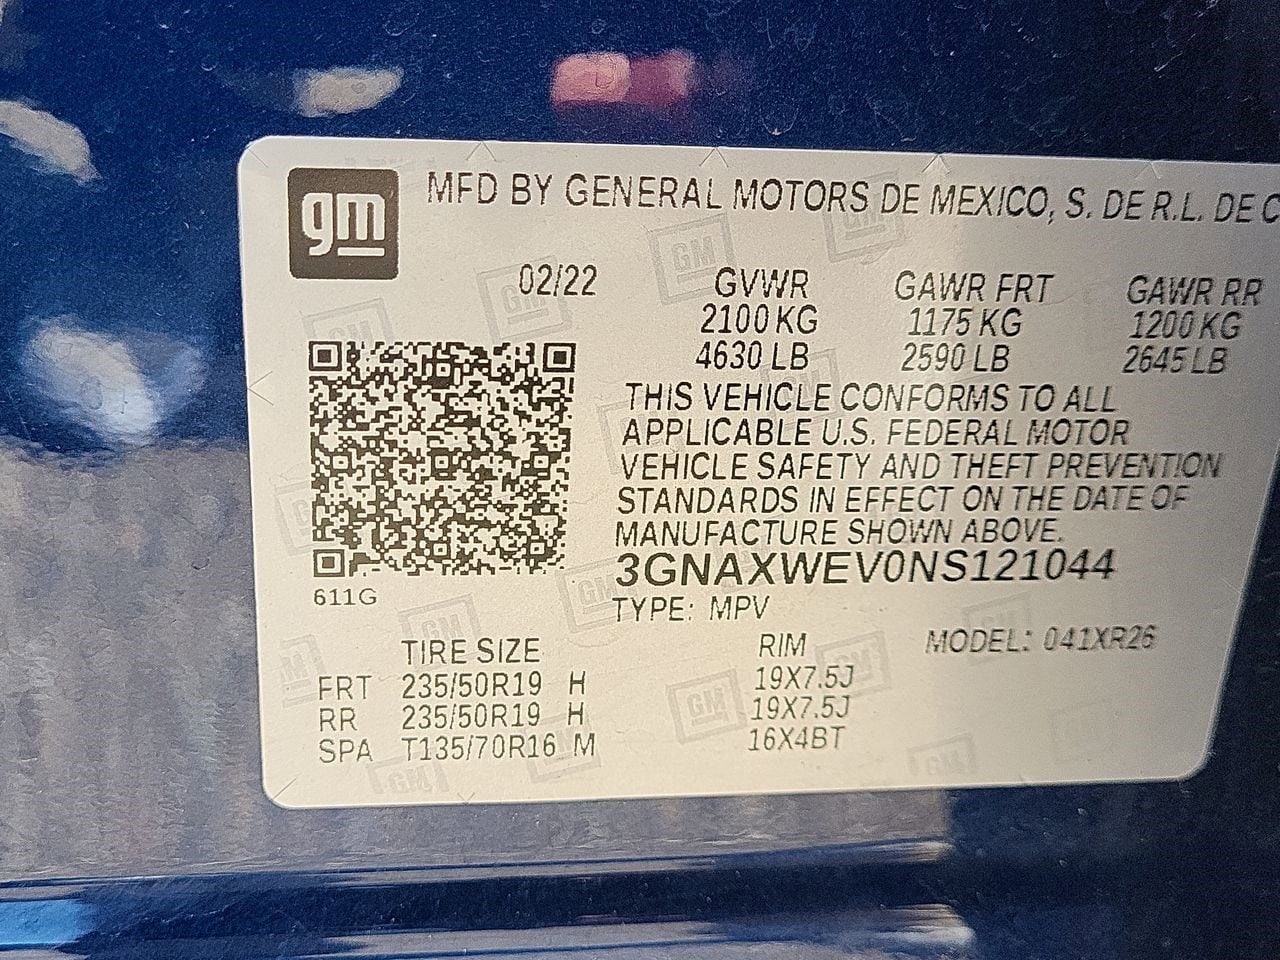 gm
MFD BY GENERAL MOTORS DE MEXICO, S. DE R.L. DE C
02/22 GVWR GAWR FRT GAWR RR
2100 KG 1175 KG 1200 KG
4630 LB 2590 LB 2645 LB
THIS VEHICLE CONFORMS TO ALL
APPLICABLE U.S. FEDERAL MOTOR
VEHICLE SAFETY AND THEFT PREVENTION
STANDARDS IN EFFECT ON THE DATE OF
MANUFACTURE SHOWN ABOVE.
3GNAXWEV0NS121044
611G
TYPE: MPV
TIRE SIZE RIM MODEL: 041XR26
FRT 235/50R19 H 19X7.5J
RR 235/50R19 H 19X7.5J
SPA T135/70R16 M 16X4BT